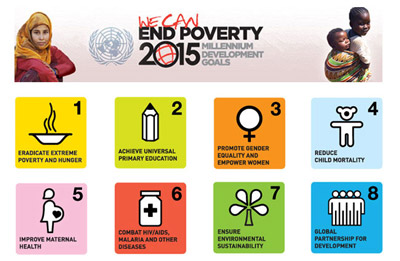 WE CAN
END POVERTY
2015 MILLENNIUM
DEVELOPMENT
GOALS
1
ERADICATE EXTREME
POVERTY AND HUNGER
2
ACHIEVE UNIVERSAL
PRIMARY EDUCATION
3
PROMOTE GENDER
EQUALITY AND
EMPOWER WOMEN
4
REDUCE
CHILD MORTALITY
5
IMPROVE MATERNAL
HEALTH
6
COMBAT HIV/AIDS,
MALARIA AND OTHER
DISEASES
7
ENSURE
ENVIRONMENTAL
SUSTAINABILITY
8
GLOBAL
PARTNERSHIP FOR
DEVELOPMENT